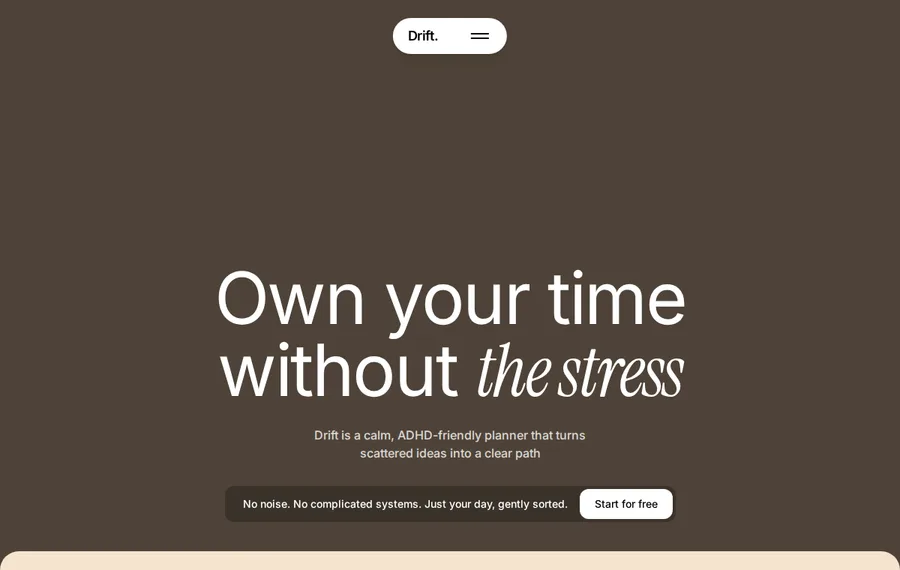 Drift.
Own your time
without the stress
Drift is a calm, ADHD-friendly planner that turns
scattered ideas into a clear path
No noise. No complicated systems. Just your day, gently sorted.
Start for free